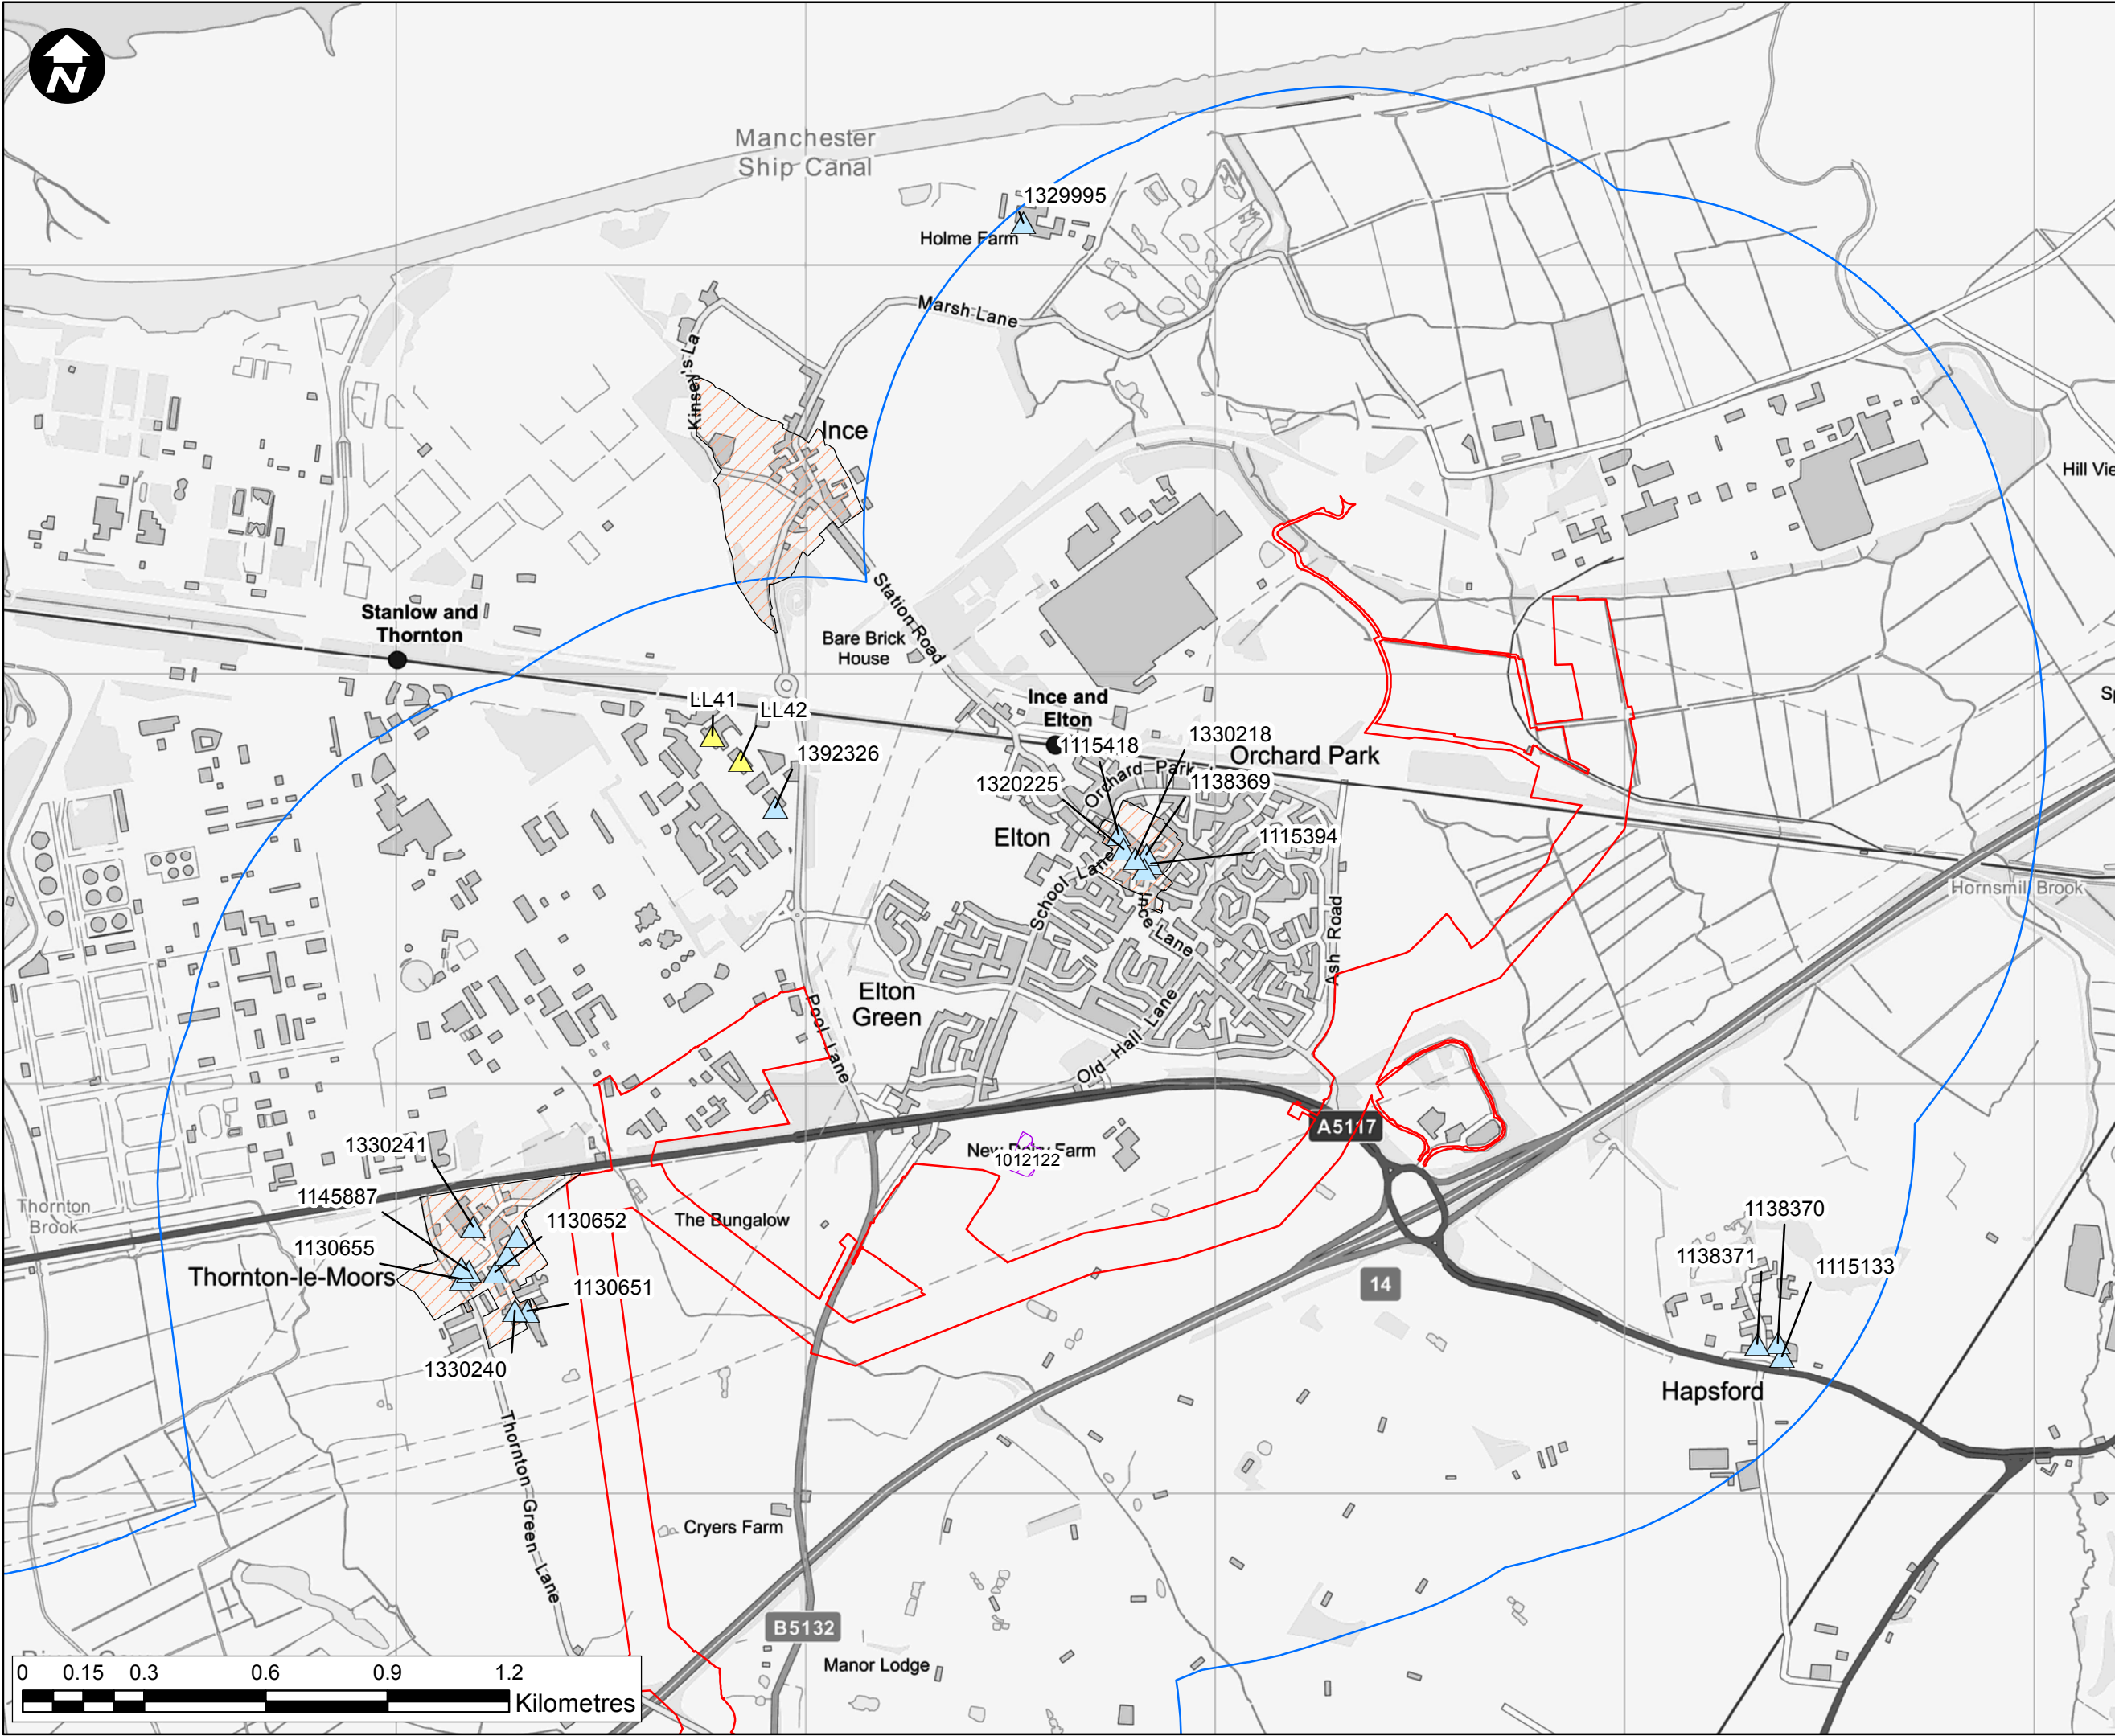 N
Manchester
Ship Canal
1329995
Holme Farm
Marsh Lane
Kinsey's La
Ince
Hill Vie
Station Road
Stanlow and
Thornton
Bare Brick
House
LL41
LL42
1392326
Ince and
Elton
1115418
1330218
Orchard Park
Orchard Park
1320225
1138369
Elton
1115394
School Lane
Ince Lane
Hornsmill Brook
Ash Road
Sp
Elton
Green
Pool Lane
Old Hall Lane
A5117
1330241
1012122
1145887
Thornton
Brook
The Bungalow
1130652
1130655
Thornton-le-Moors
1130651
14
1138370
1138371
1115133
1330240
Hapsford
Thornton Green Lane
Cryers Farm
B5132
Manor Lodge
0 0.15 0.3 0.6 0.9 1.2
Kilometres